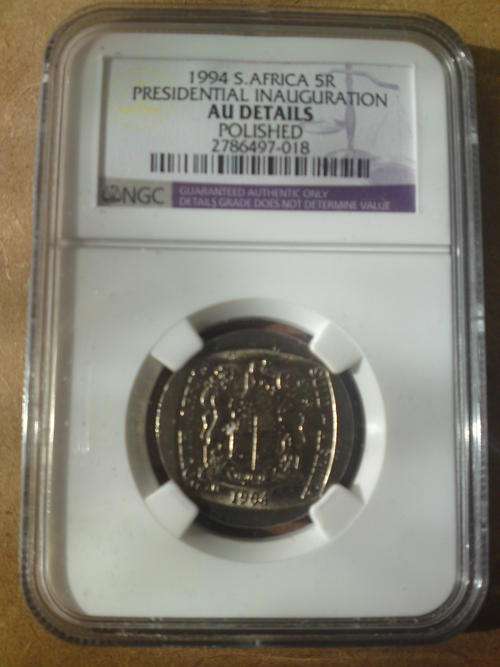 1994 S.AFRICA 5R
PRESIDENTIAL INAUGURATION
AU DETAILS
POLISHED
2786497-018
NGC
GUARANTEED AUTHENTIC ONLY
DETAILS GRADE DOES NOT DETERMINE VALUE
1994